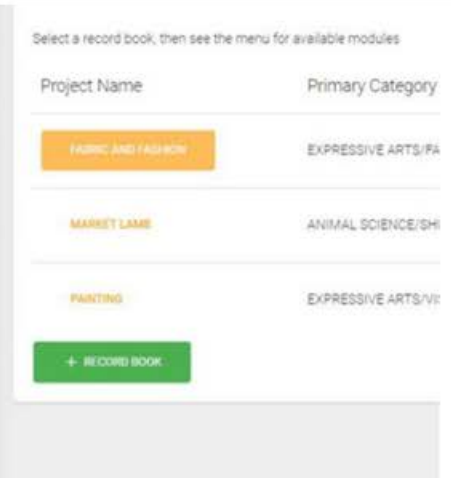 Select a record book, then see the menu for available modules
Project Name Primary Category
FABRIC AND FASHION EXPRESSIVE ARTS/FA
MARKET LAMB ANIMAL SCIENCE/SH
PAINTING EXPRESSIVE ARTS/VI
+ RECORD BOOK